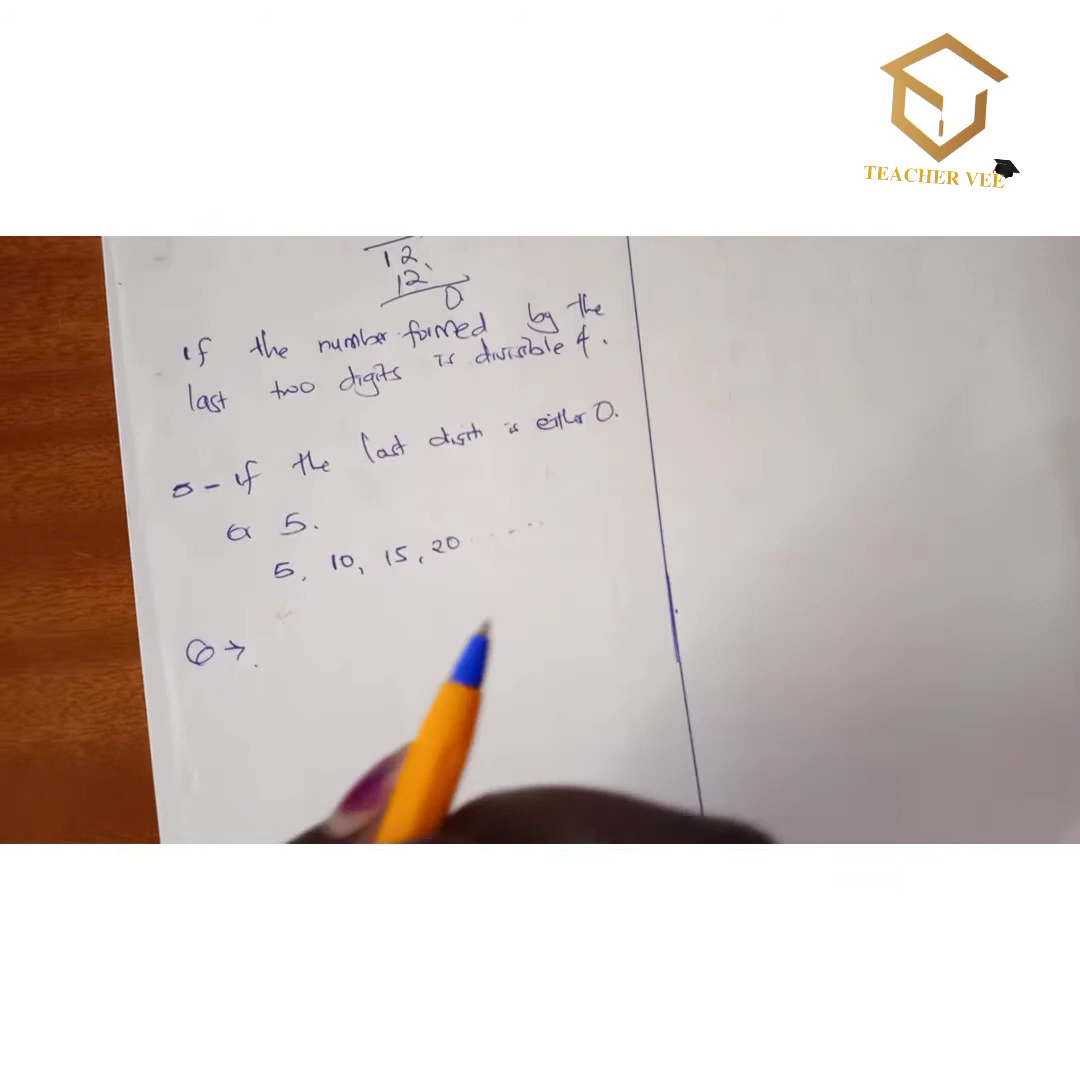 TEACHER VEE
12.
12
0
if the number formed by the
last two digits is divisible 4.
5 - if the last digit is either 0.
or 5.
5, 10, 15, 20 ......
6 →.